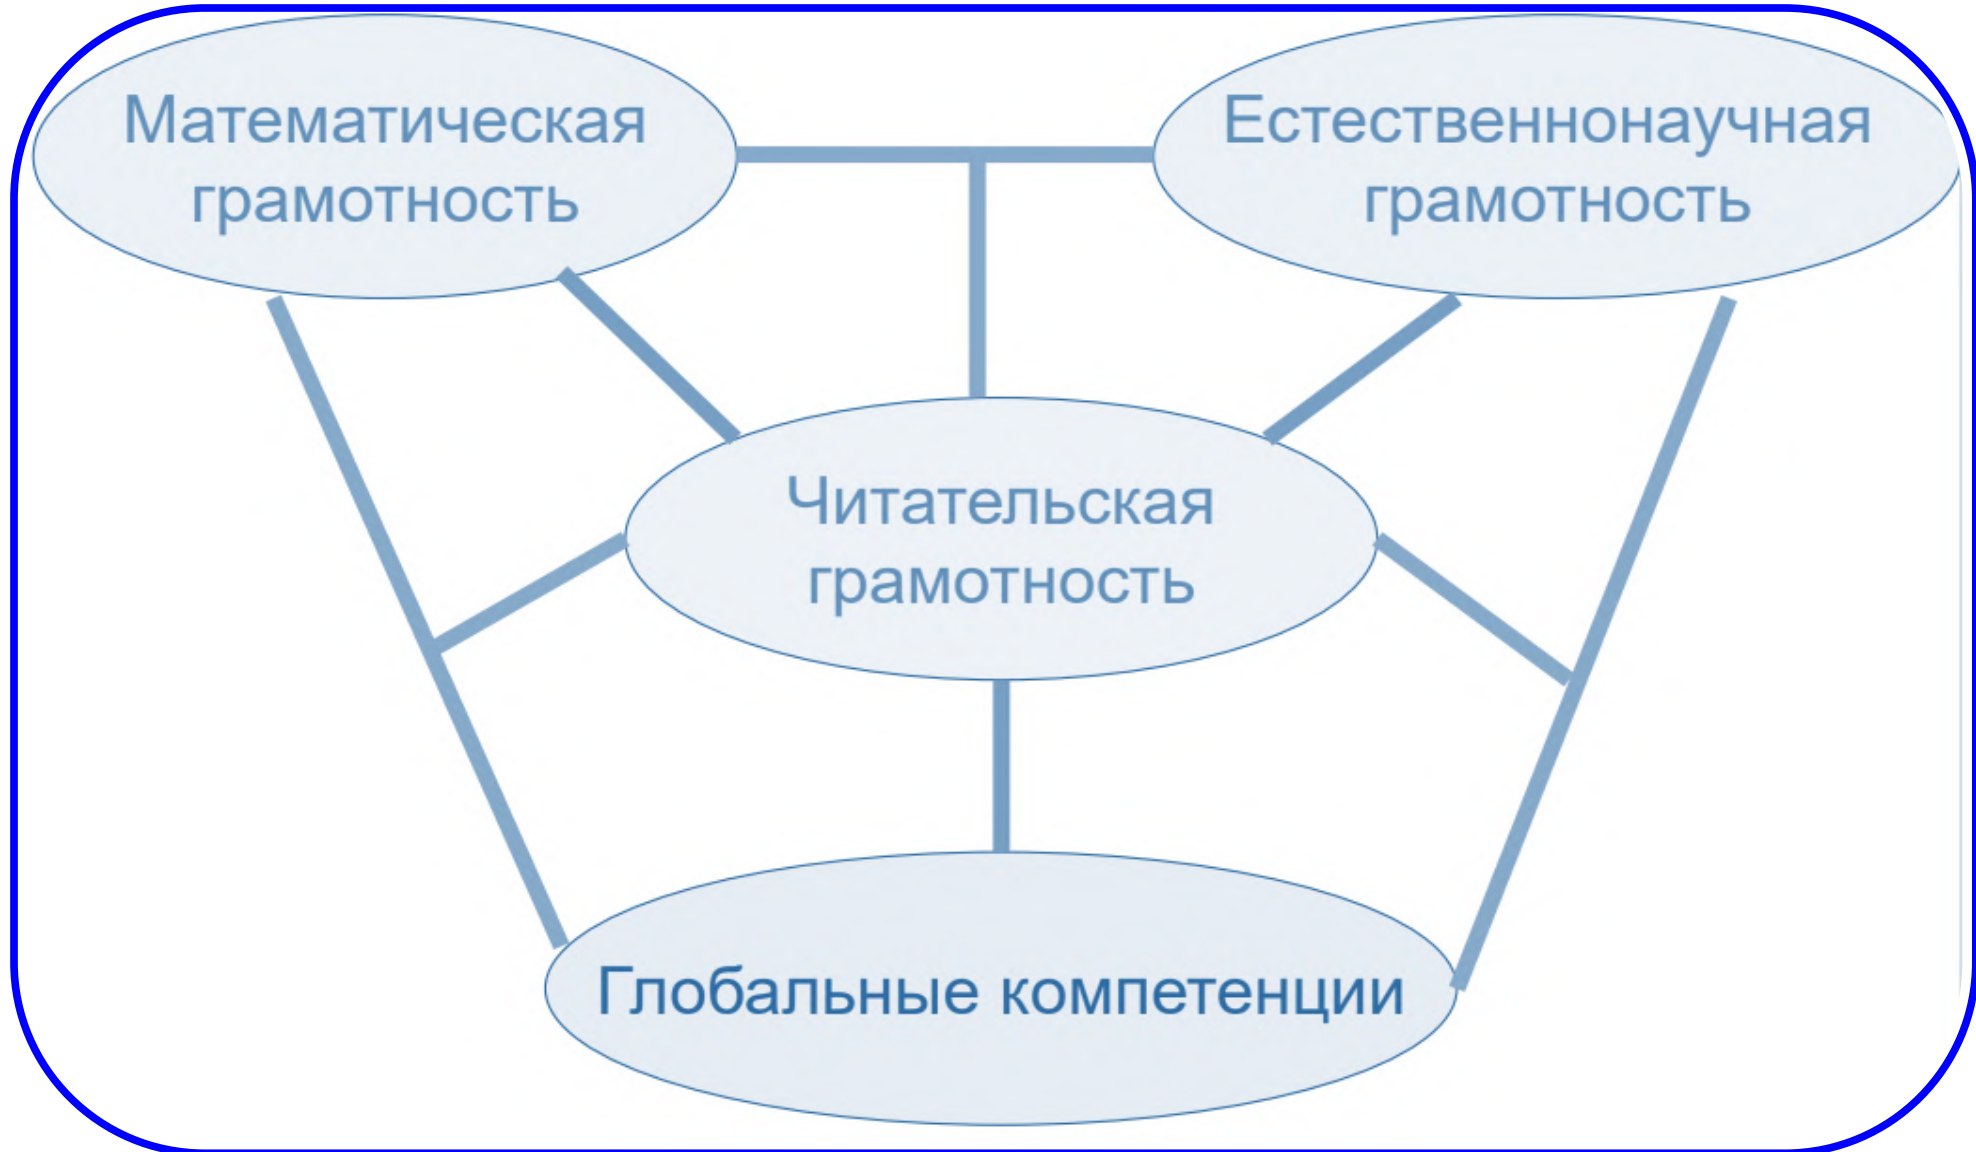 Математическая
грамотность
Естественнонаучная
грамотность
Читательская
грамотность
Глобальные компетенции